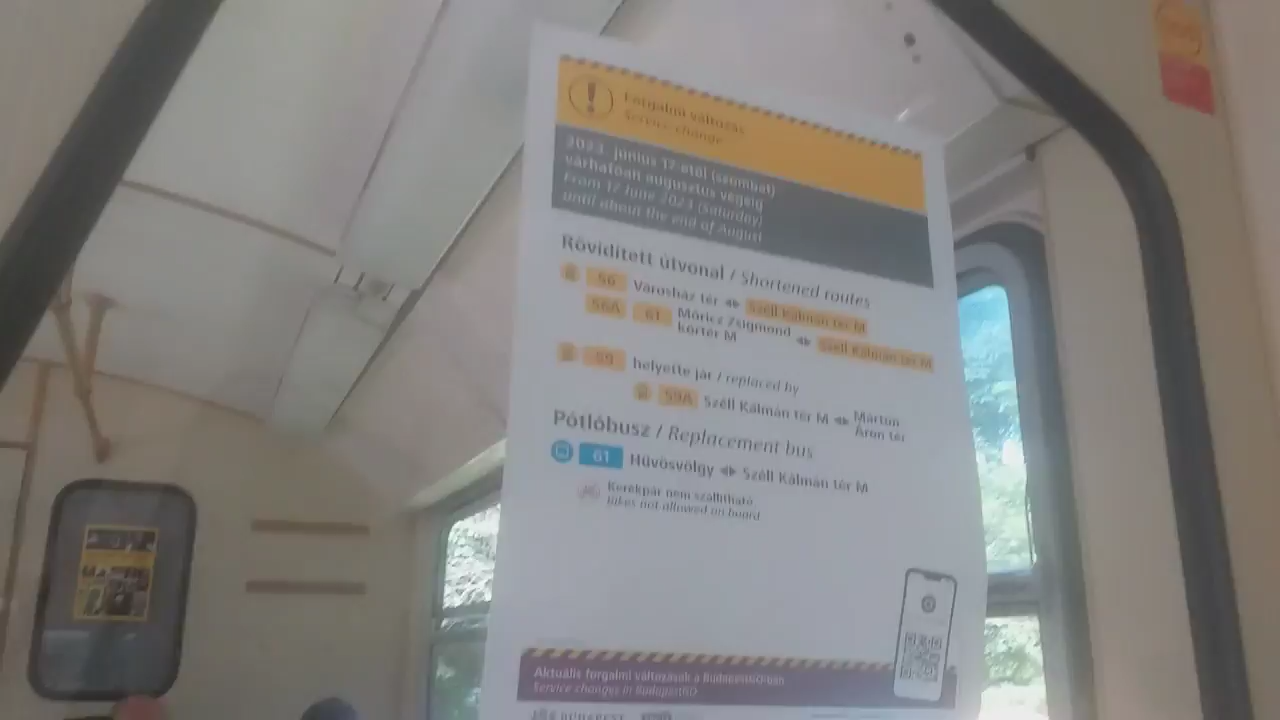 Forgalmi változás
Service change
2023. június 17-étől (szombat)
várhatóan augusztus végéig
From 17 June 2023 (Saturday)
until about the end of August
Rövidített útvonal / Shortened routes
56 Városház tér ◂▸ Széll Kálmán tér M
56A 61 Móricz Zsigmond
körtér M ◂▸ Széll Kálmán tér M
59 helyette jár / replaced by
59A Széll Kálmán tér M ◂▸ Márton
Áron tér
Pótlóbusz / Replacement bus
61 Hűvösvölgy ◂▸ Széll Kálmán tér M
Kerékpár nem szállítható
Bikes not allowed on board
Aktuális forgalmi változások a BudapestGO-ban
Service changes in BudapestGO